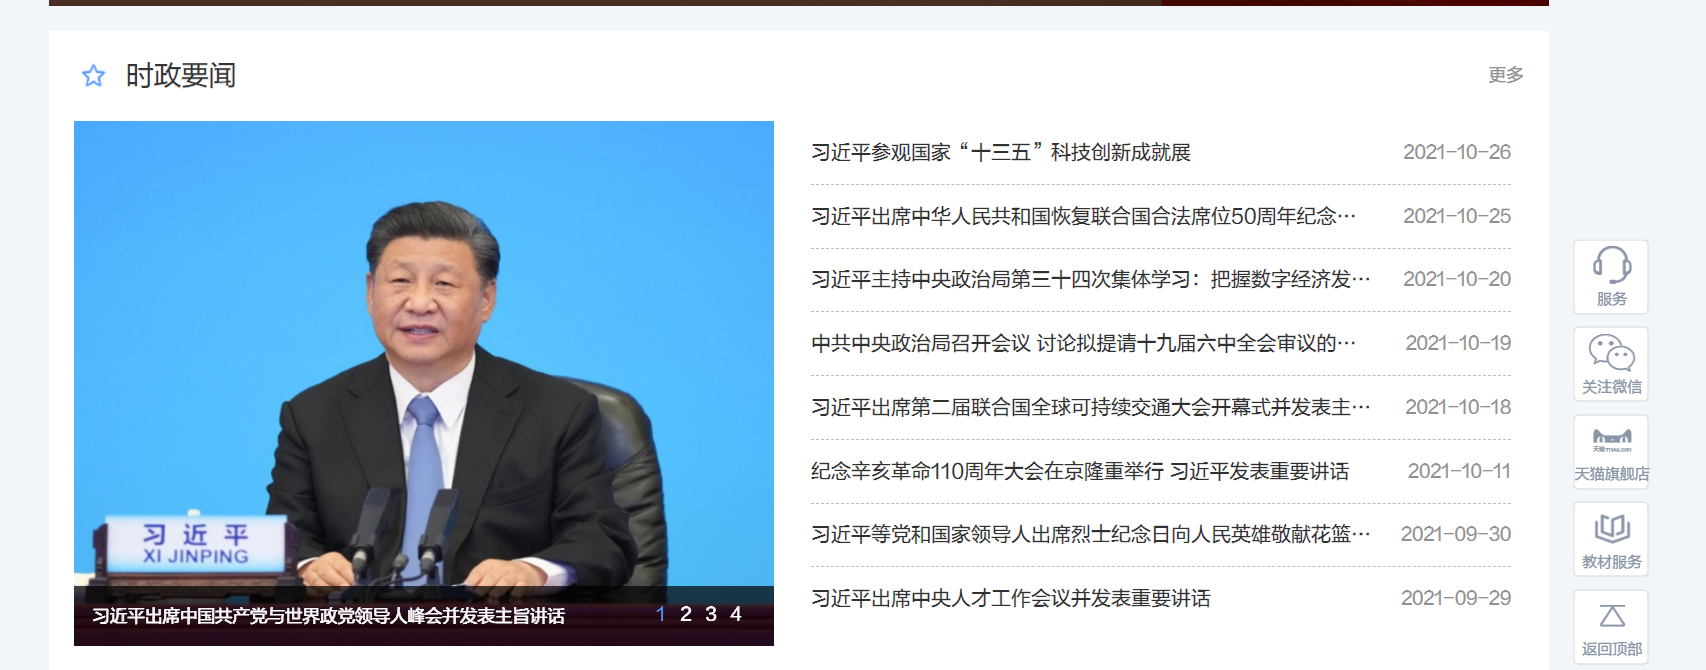 时政要闻
更多
习近平
XI JINPING
习近平出席中国共产党与世界政党领导人峰会并发表主旨讲话 1 2 3 4
习近平参观国家“十三五”科技创新成就展 2021-10-26
习近平出席中华人民共和国恢复联合国合法席位50周年纪念… 2021-10-25
习近平主持中央政治局第三十四次集体学习：把握数字经济发… 2021-10-20
中共中央政治局召开会议 讨论拟提请十九届六中全会审议的… 2021-10-19
习近平出席第二届联合国全球可持续交通大会开幕式并发表主… 2021-10-18
纪念辛亥革命110周年大会在京隆重举行 习近平发表重要讲话 2021-10-11
习近平等党和国家领导人出席烈士纪念日向人民英雄敬献花篮… 2021-09-30
习近平出席中央人才工作会议并发表重要讲话 2021-09-29
服务
关注微信
天猫TMALL.COM
天猫旗舰店
教材服务
返回顶部